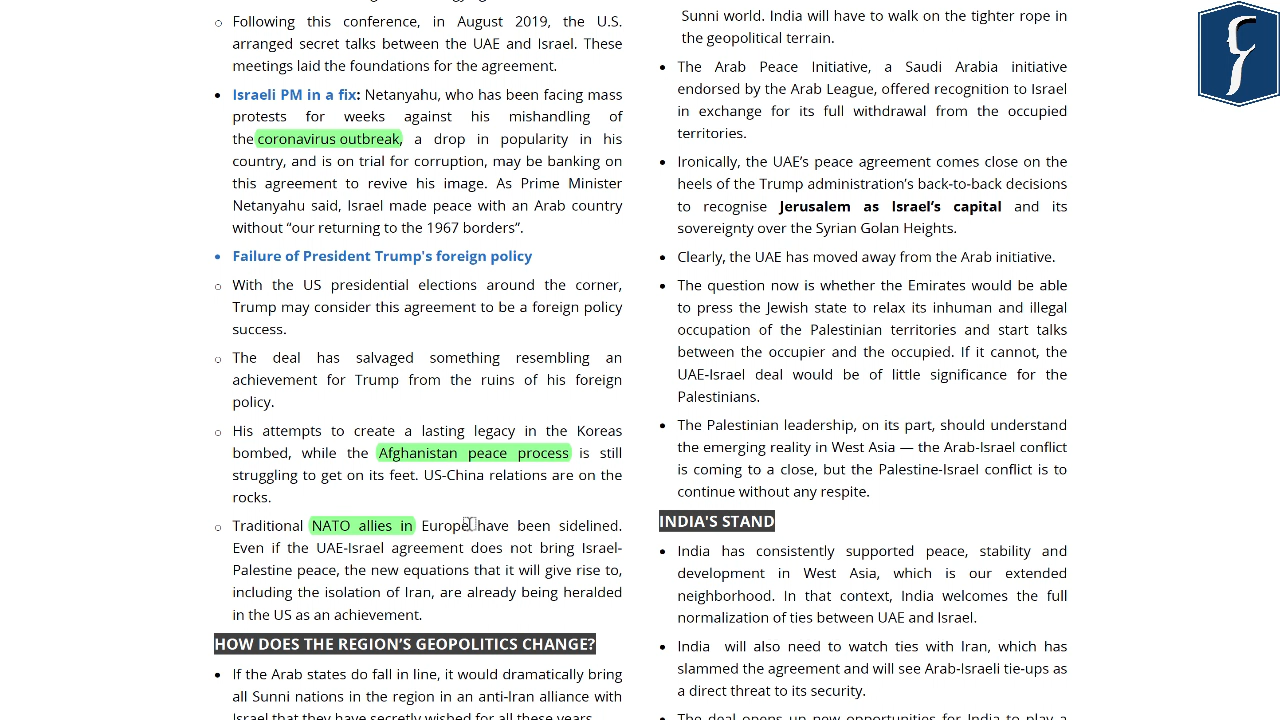 Following this conference, in August 2019, the U.S.
arranged secret talks between the UAE and Israel. These
meetings laid the foundations for the agreement.
Israeli PM in a fix: Netanyahu, who has been facing mass
protests for weeks against his mishandling of
the coronavirus outbreak, a drop in popularity in his
country, and is on trial for corruption, may be banking on
this agreement to revive his image. As Prime Minister
Netanyahu said, Israel made peace with an Arab country
without “our returning to the 1967 borders”.
Failure of President Trump's foreign policy
With the US presidential elections around the corner,
Trump may consider this agreement to be a foreign policy
success.
The deal has salvaged something resembling an
achievement for Trump from the ruins of his foreign
policy.
His attempts to create a lasting legacy in the Koreas
bombed, while the Afghanistan peace process is still
struggling to get on its feet. US-China relations are on the
rocks.
Traditional NATO allies in Europe have been sidelined.
Even if the UAE-Israel agreement does not bring Israel-
Palestine peace, the new equations that it will give rise to,
including the isolation of Iran, are already being heralded
in the US as an achievement.
HOW DOES THE REGION’S GEOPOLITICS CHANGE?
If the Arab states do fall in line, it would dramatically bring
all Sunni nations in the region in an anti-Iran alliance with
Israel that they have secretly wished for all these years.
Sunni world. India will have to walk on the tighter rope in
the geopolitical terrain.
The Arab Peace Initiative, a Saudi Arabia initiative
endorsed by the Arab League, offered recognition to Israel
in exchange for its full withdrawal from the occupied
territories.
Ironically, the UAE’s peace agreement comes close on the
heels of the Trump administration’s back-to-back decisions
to recognise Jerusalem as Israel’s capital and its
sovereignty over the Syrian Golan Heights.
Clearly, the UAE has moved away from the Arab initiative.
The question now is whether the Emirates would be able
to press the Jewish state to relax its inhuman and illegal
occupation of the Palestinian territories and start talks
between the occupier and the occupied. If it cannot, the
UAE-Israel deal would be of little significance for the
Palestinians.
The Palestinian leadership, on its part, should understand
the emerging reality in West Asia — the Arab-Israel conflict
is coming to a close, but the Palestine-Israel conflict is to
continue without any respite.
INDIA'S STAND
India has consistently supported peace, stability and
development in West Asia, which is our extended
neighborhood. In that context, India welcomes the full
normalization of ties between UAE and Israel.
India will also need to watch ties with Iran, which has
slammed the agreement and will see Arab-Israeli tie-ups as
a direct threat to its security.
The deal opens up new opportunities for India to play a